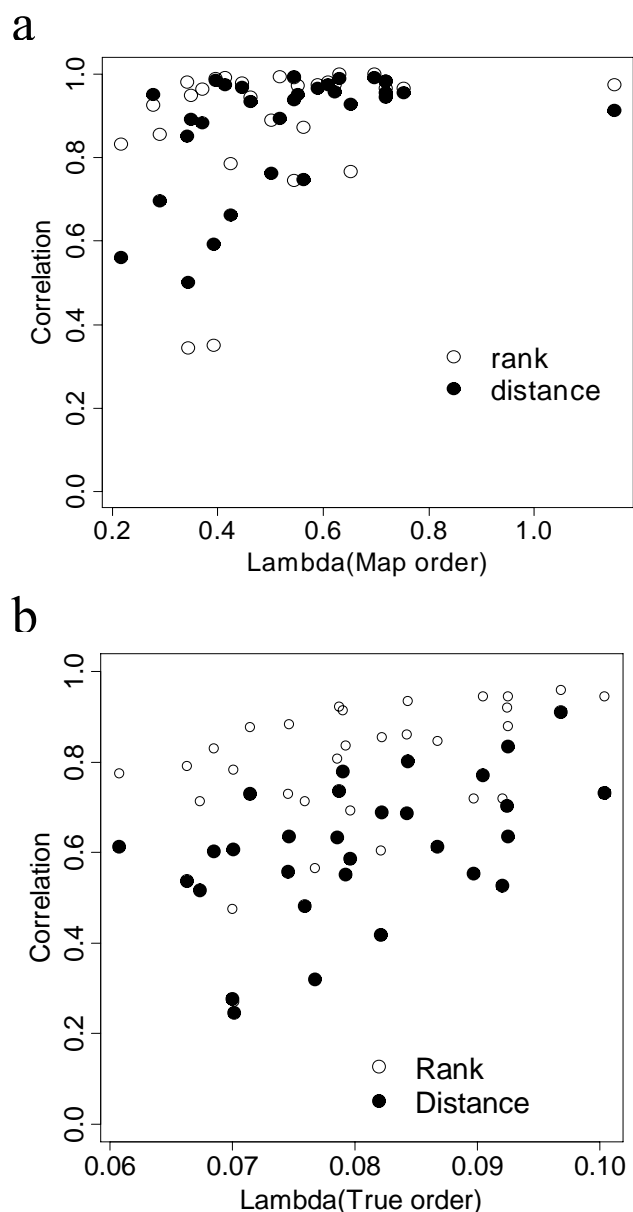 a
Correlation
1.0
0.8
0.6
0.4
0.2
0.0
rank
distance
0.2 0.4 0.6 0.8 1.0
Lambda(Map order)
b
Correlation
1.0
0.8
0.6
0.4
0.2
0.0
Rank
Distance
0.06 0.07 0.08 0.09 0.10
Lambda(True order)